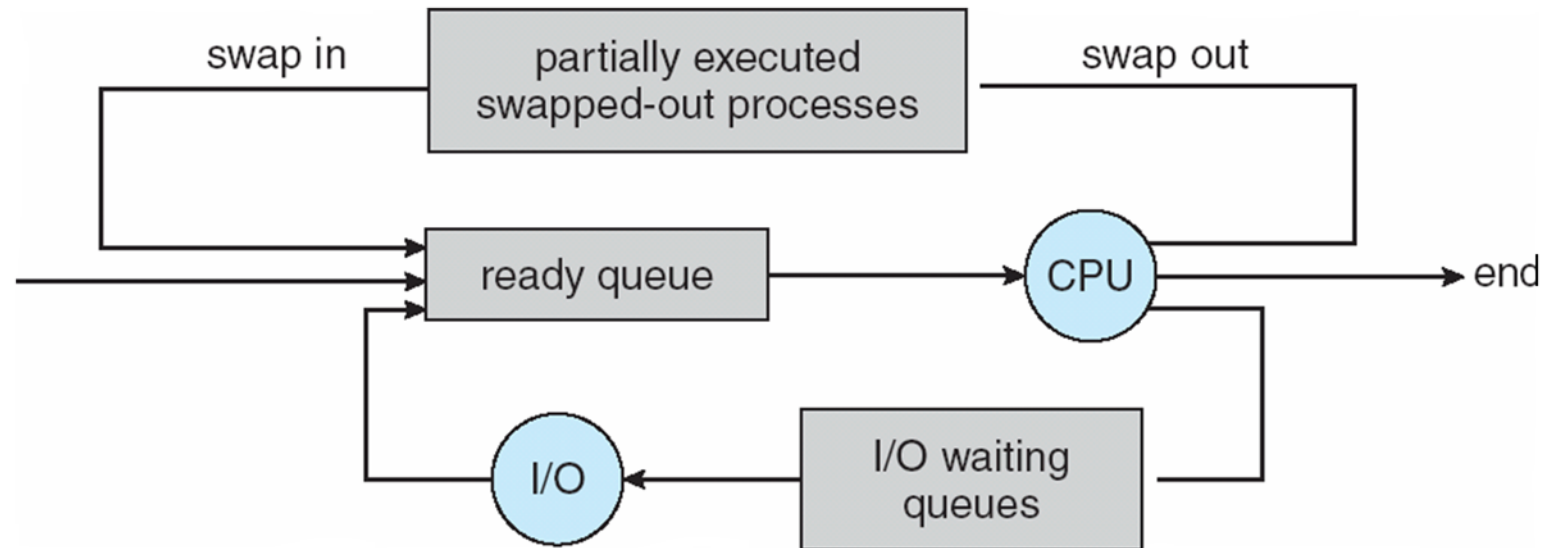 swap in
partially executed
swapped-out processes
swap out
ready queue
CPU
end
I/O
I/O waiting
queues